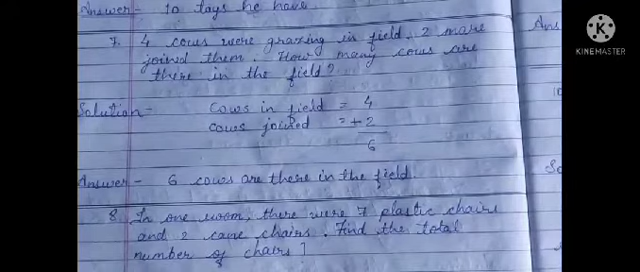 Answer- 10 toys he have.
7. 4 cows were grazing in field. 2 more
joined them. How many cows are
there in the field?
Solution- cows in field = 4
cows joined = +2
6
Answer- 6 cows are there in the field.
8 In one room, there were 7 plastic chairs
and 2 cane chairs. Find the total
number of chairs?
Ans
10
So
KINEMASTER